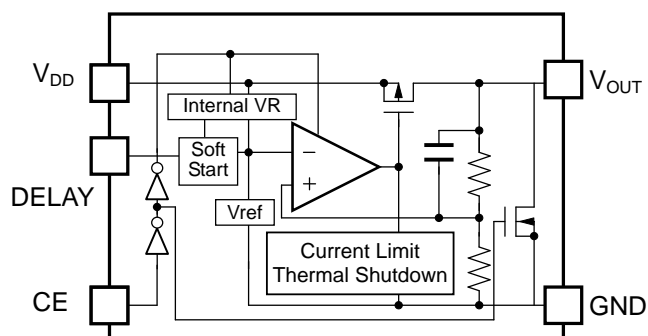 VDD
VOUT
Internal VR
Soft
Start
−
+
DELAY
Vref
Current Limit
Thermal Shutdown
CE
GND